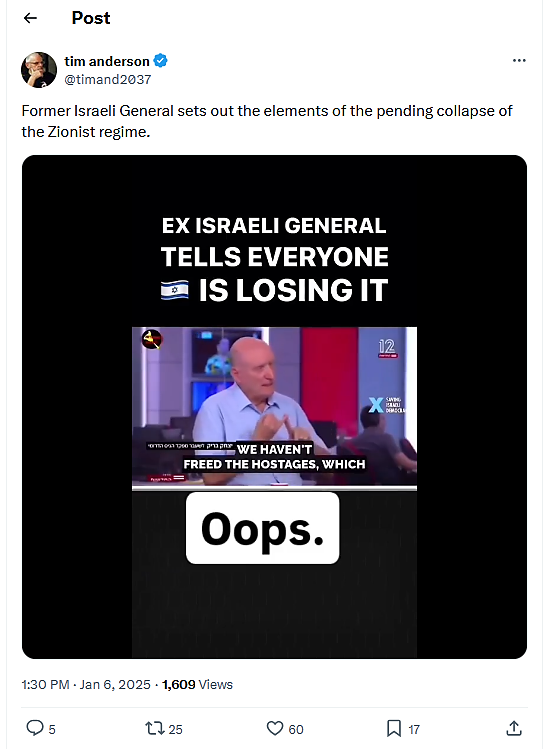 Post
tim anderson
@timand2037
Former Israeli General sets out the elements of the pending collapse of
the Zionist regime.
EX ISRAELI GENERAL
TELLS EVERYONE
🇮🇱 IS LOSING IT
12
SAVING
ISRAELI
יצחק בריק
WE HAVEN'T
FREED THE HOSTAGES, WHICH
Oops.
1:30 PM · Jan 6, 2025 · 1,609 Views
5 25 60 17